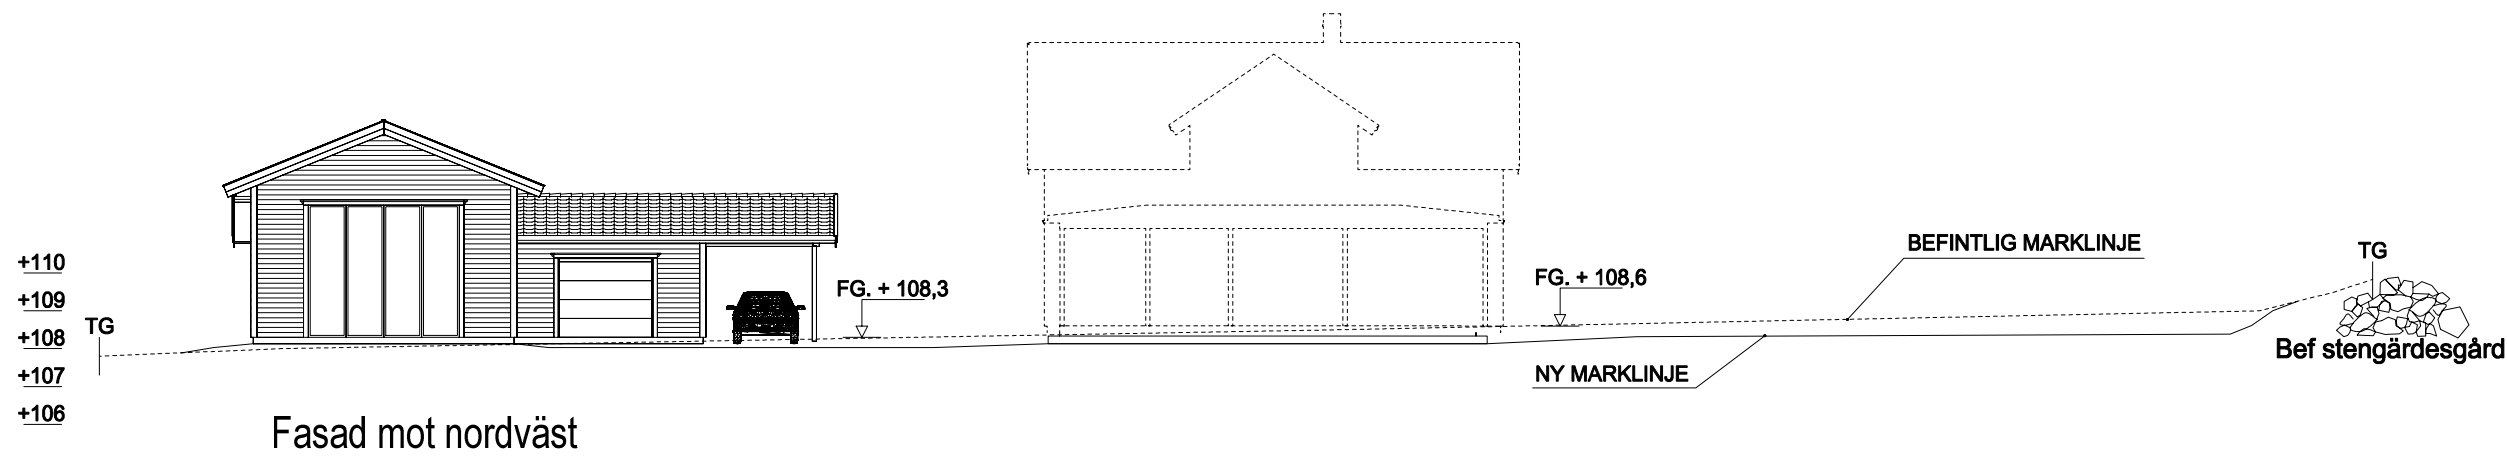 BEFINTLIG MARKLINJE
TG
+110
FG. + 108,6
FG. + 108,3
+109
TG
+108
Bef stengärdesgård
+107
NY MARKLINJE
+106
Fasad mot nordväst